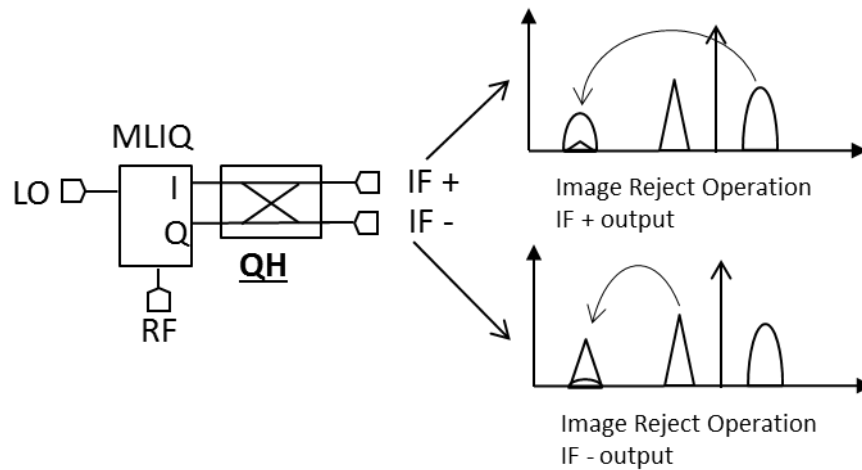 MLIQ
LO
I
Q
QH
RF
IF +
IF -
Image Reject Operation
IF + output
Image Reject Operation
IF - output